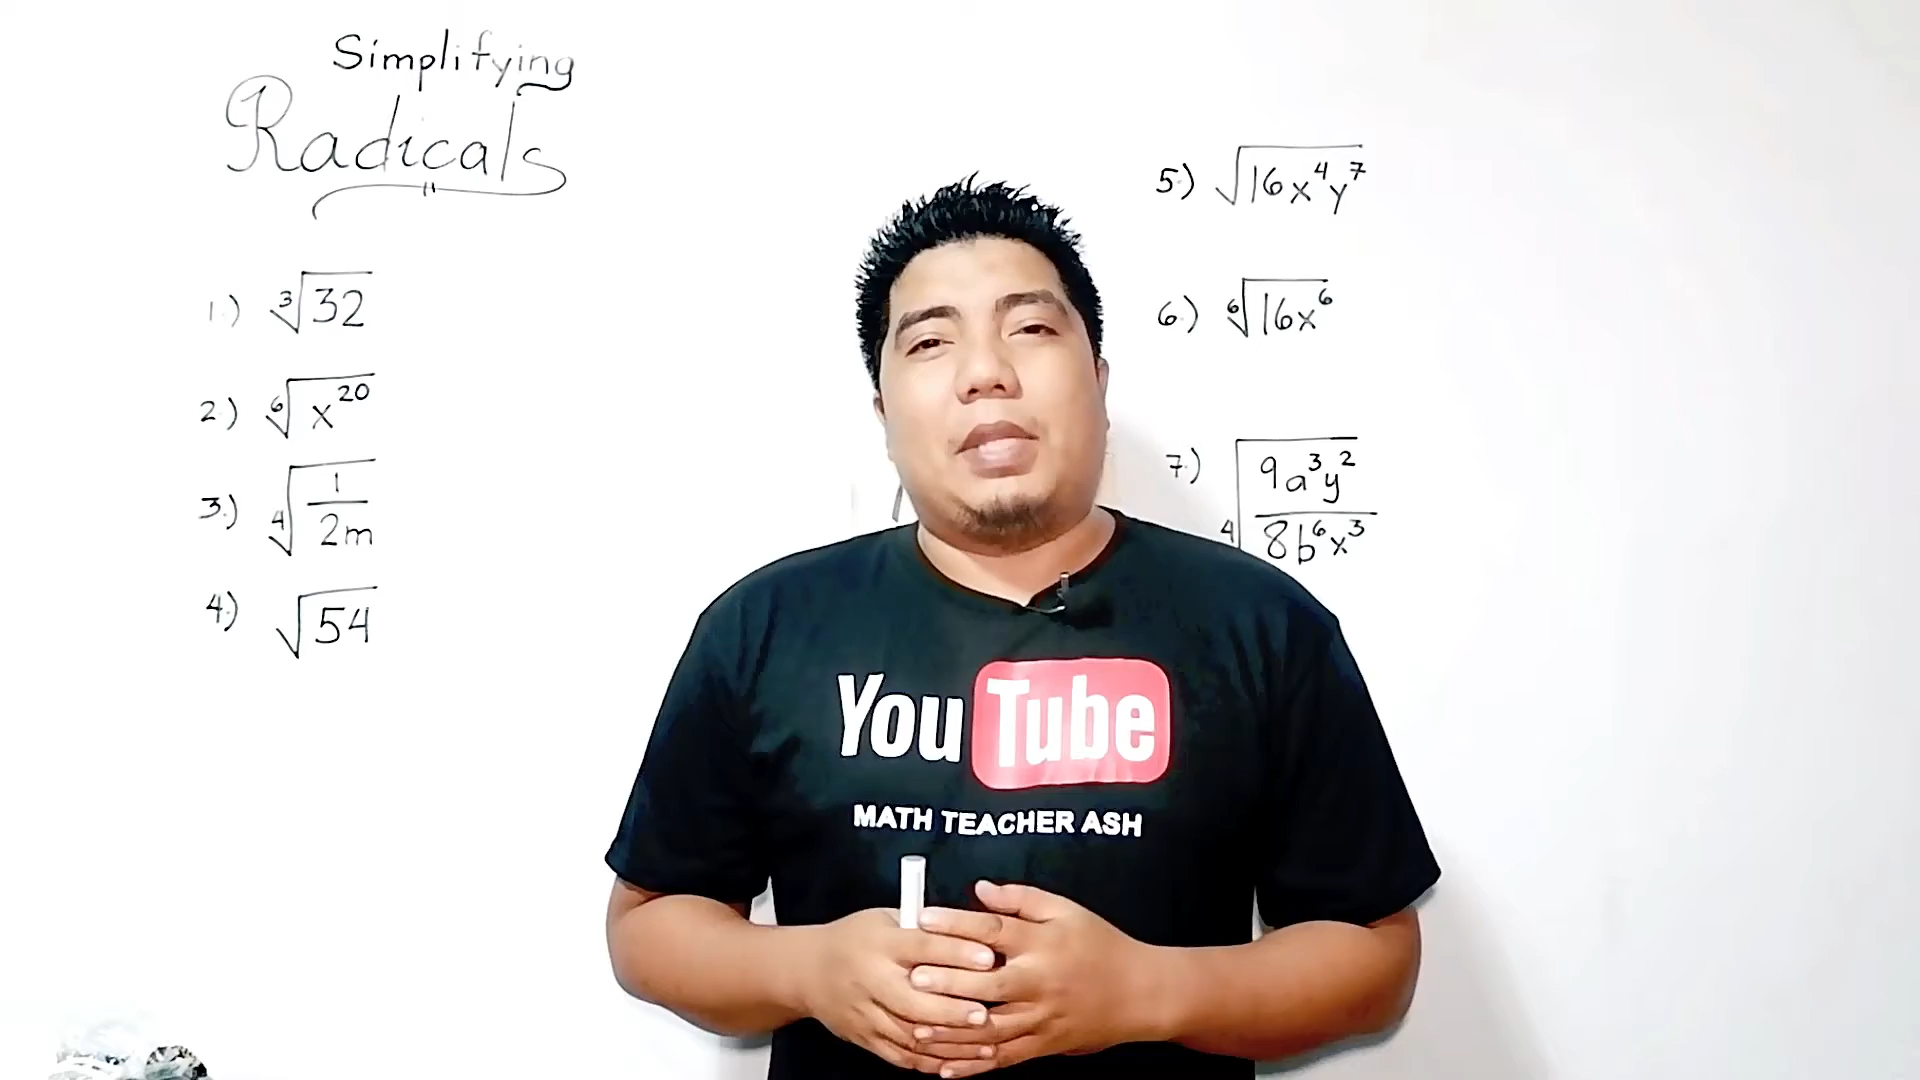 Simplifying
Radicals
1.) ∛32
2.) ⁶√x²⁰
3.) ⁴√(1/2m)
4.) √54
5.) √16x⁴y⁷
6.) ⁶√16x⁶
7.) ⁴√(9a³y²/8b⁶x³)
YouTube
MATH TEACHER ASH